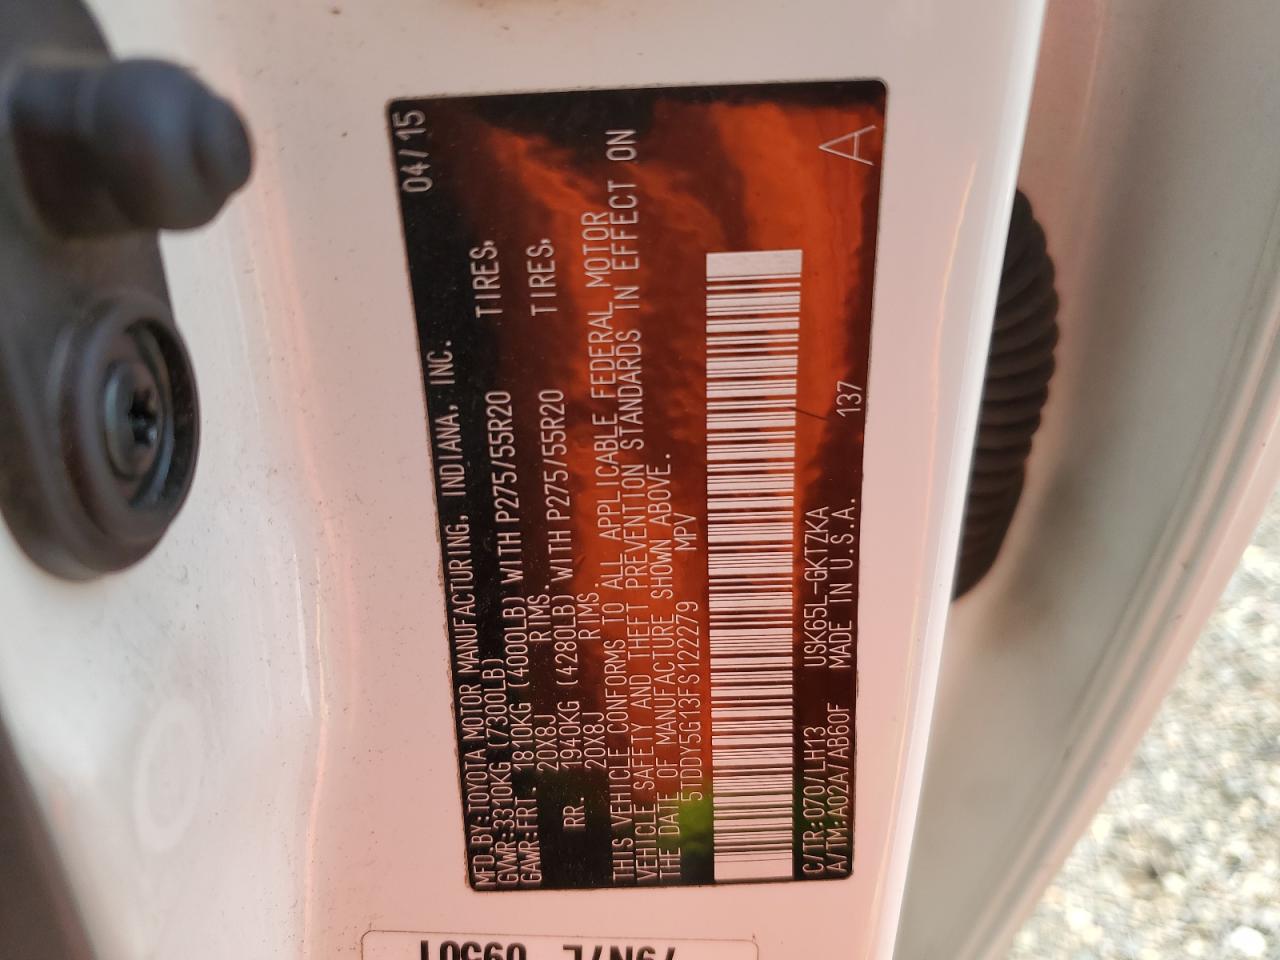 MFD BY:TOYOTA MOTOR MANUFACTURING, INDIANA, INC. 04/15
GVWR:3310KG (7300LB)
GAWR:FRT. 1810KG (4000LB) WITH P275/55R20 TIRES,
20X8J RIMS.
RR. 1940KG (4280LB) WITH P275/55R20 TIRES,
20X8J RIMS.
THIS VEHICLE CONFORMS TO ALL APPLICABLE FEDERAL MOTOR
VEHICLE SAFETY AND THEFT PREVENTION STANDARDS IN EFFECT ON
THE DATE OF MANUFACTURE SHOWN ABOVE.
5TDDY5G13FS122279 MPV
C/TR:070/LH13 USK65L-GKTZKA
A/TM:A02A/AB60F MADE IN U.S.A. 137 A